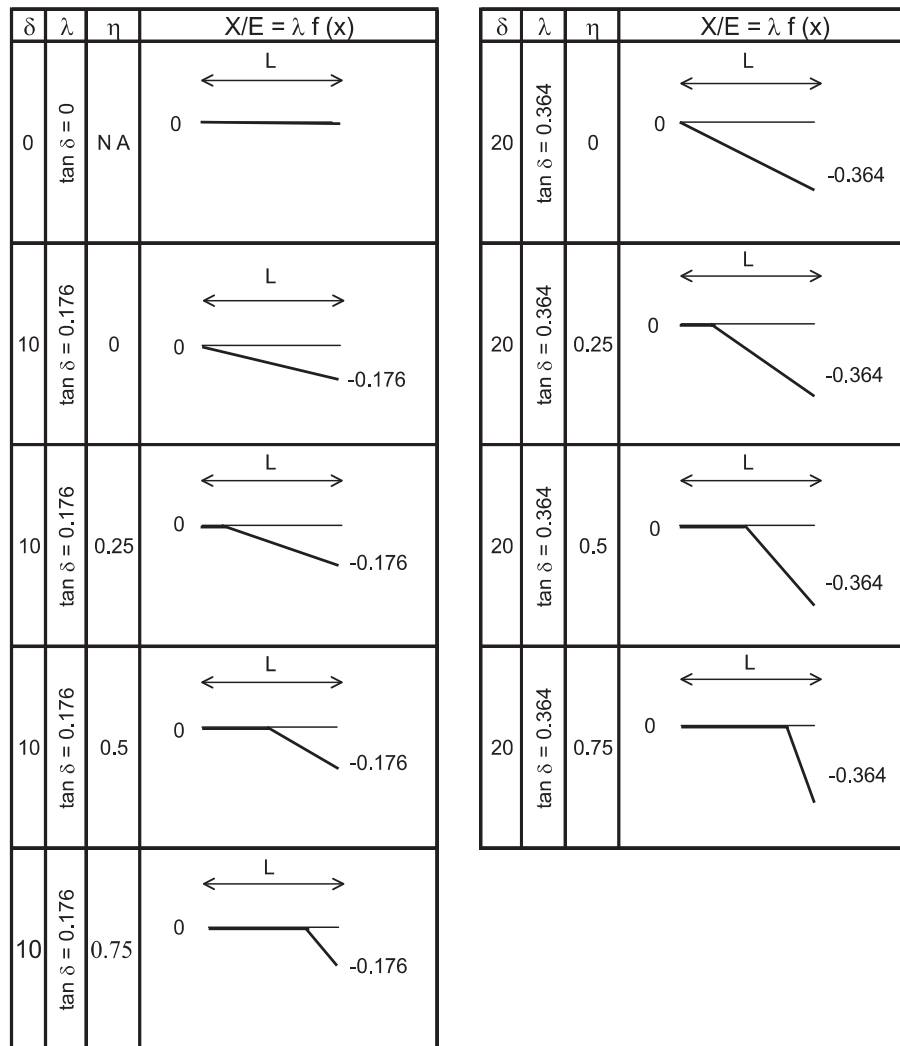 δ λ η X/E = λ f (x)
0 tan δ = 0 N A L 0
10 tan δ = 0.176 0 L 0 -0.176
10 tan δ = 0.176 0.25 L 0 -0.176
10 tan δ = 0.176 0.5 L 0 -0.176
10 tan δ = 0.176 0.75 L 0 -0.176
δ λ η X/E = λ f (x)
20 tan δ = 0.364 0 L 0 -0.364
20 tan δ = 0.364 0.25 L 0 -0.364
20 tan δ = 0.364 0.5 L 0 -0.364
20 tan δ = 0.364 0.75 L 0 -0.364